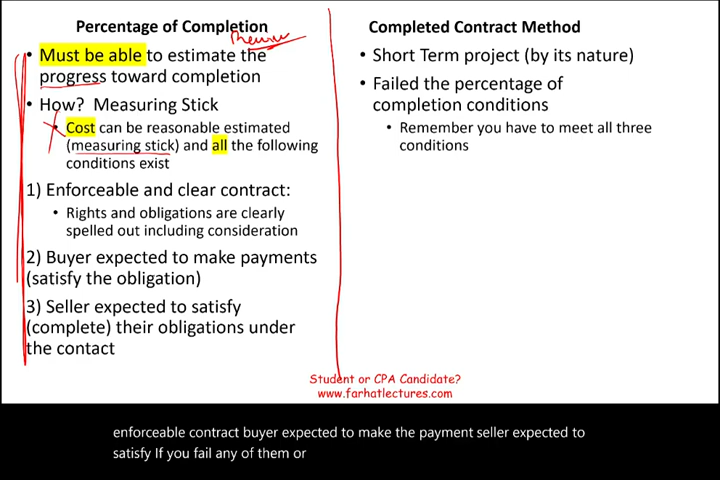 Percentage of Completion
• Must be able to estimate the
progress toward completion
• How? Measuring Stick
• Cost can be reasonable estimated
(measuring stick) and all the following
conditions exist
1) Enforceable and clear contract:
• Rights and obligations are clearly
spelled out including consideration
2) Buyer expected to make payments
(satisfy the obligation)
3) Seller expected to satisfy
(complete) their obligations under
the contact
Completed Contract Method
• Short Term project (by its nature)
• Failed the percentage of
completion conditions
• Remember you have to meet all three
conditions
Student or CPA Candidate?
www.farhatlectures.com
enforceable contract buyer expected to make the payment seller expected to
satisfy If you fail any of them or